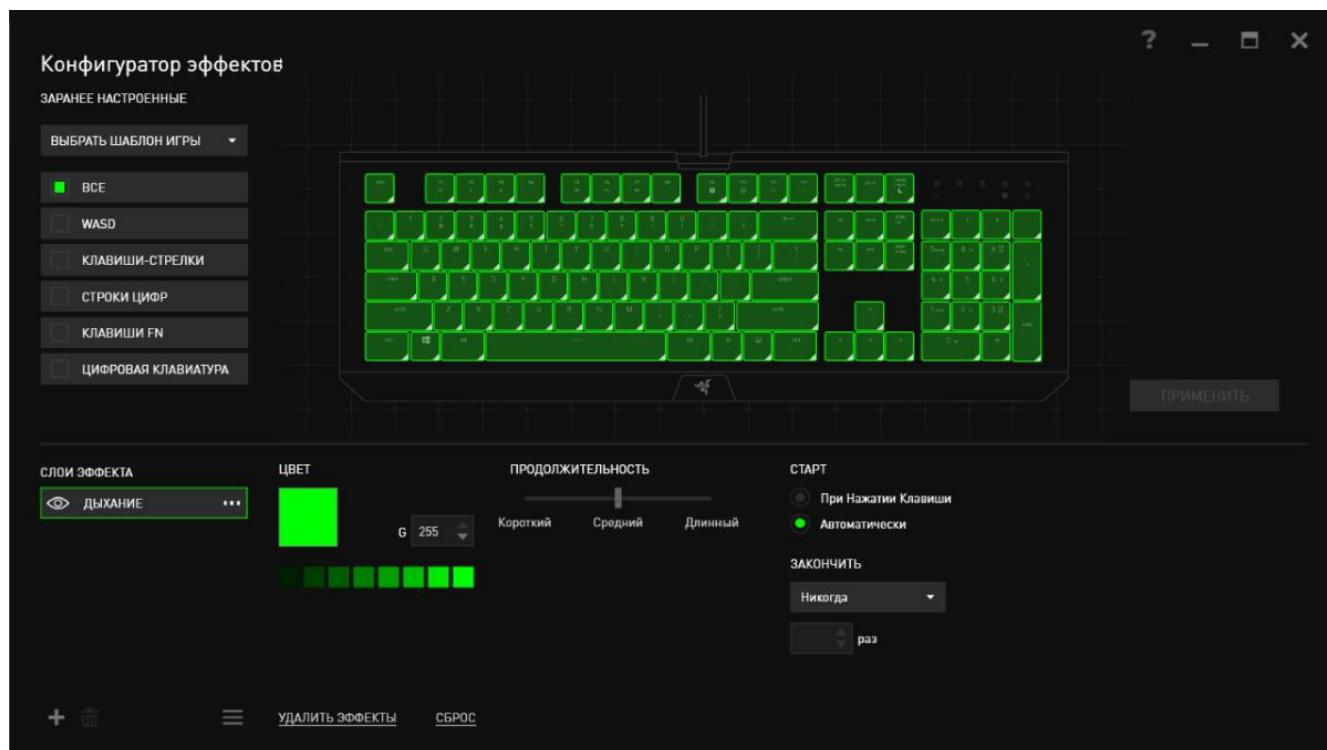 ?
Конфигуратор эффектов
ЗАРАНЕЕ НАСТРОЕННЫЕ
ВЫБРАТЬ ШАБЛОН ИГРЫ
ВСЕ
WASD
КЛАВИШИ-СТРЕЛКИ
СТРОКИ ЦИФР
КЛАВИШИ FN
ЦИФРОВАЯ КЛАВИАТУРА
ПРИМЕНИТЬ
СЛОИ ЭФФЕКТА
ДЫХАНИЕ
ЦВЕТ
G 255
ПРОДОЛЖИТЕЛЬНОСТЬ
Короткий Средний Длинный
СТАРТ
При Нажатии Клавиши
Автоматически
ЗАКОНЧИТЬ
Никогда
раз
УДАЛИТЬ ЭФФЕКТЫ СБРОС